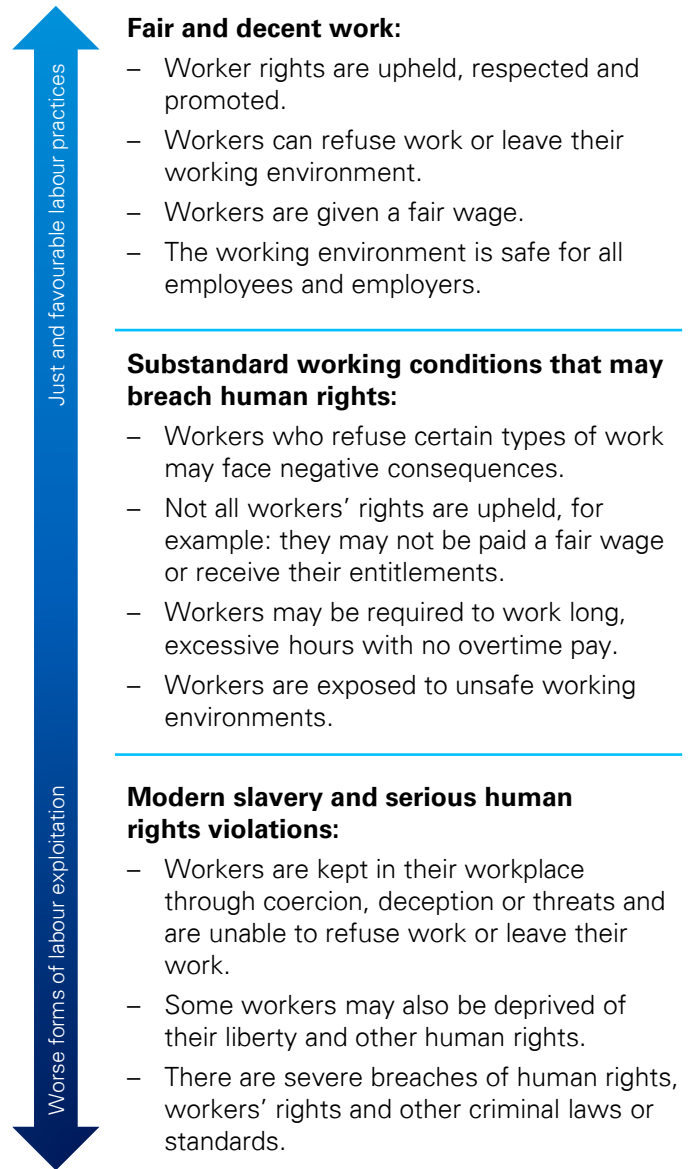 Just and favourable labour practices
Worse forms of labour exploitation
Fair and decent work:
– Worker rights are upheld, respected and
promoted.
– Workers can refuse work or leave their
working environment.
– Workers are given a fair wage.
– The working environment is safe for all
employees and employers.
Substandard working conditions that may
breach human rights:
– Workers who refuse certain types of work
may face negative consequences.
– Not all workers’ rights are upheld, for
example: they may not be paid a fair wage
or receive their entitlements.
– Workers may be required to work long,
excessive hours with no overtime pay.
– Workers are exposed to unsafe working
environments.
Modern slavery and serious human
rights violations:
– Workers are kept in their workplace
through coercion, deception or threats and
are unable to refuse work or leave their
work.
– Some workers may also be deprived of
their liberty and other human rights.
– There are severe breaches of human rights,
workers’ rights and other criminal laws or
standards.